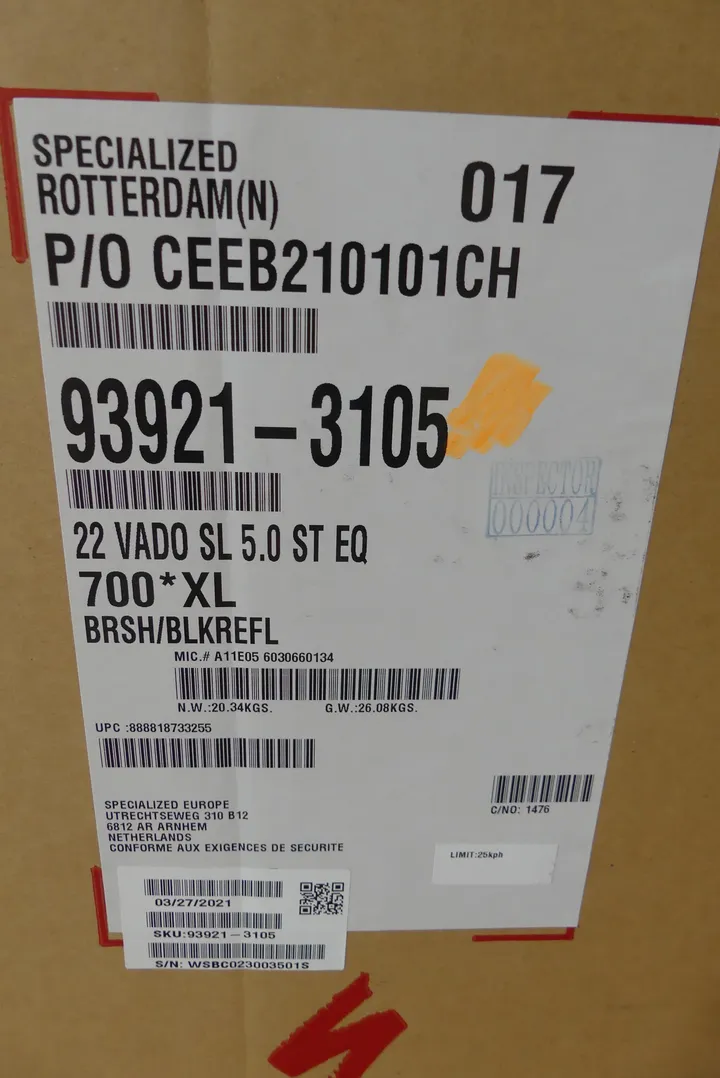 SPECIALIZED
ROTTERDAM(N)
017
P/O CEEB210101CH
93921-3105
INSPECTOR
000004
22 VADO SL 5.0 ST EQ
700*XL
BRSH/BLKREFL
MIC.# A11E05 6030660134
N.W.:20.34KGS. G.W.:26.08KGS.
UPC :888818733255
C/NO: 1476
SPECIALIZED EUROPE
UTRECHTSEWEG 310 B12
6812 AR ARNHEM
NETHERLANDS
CONFORME AUX EXIGENCES DE SECURITE
LIMIT:25kph
03/27/2021
SKU:93921-3105
S/N: WSBC023003501S